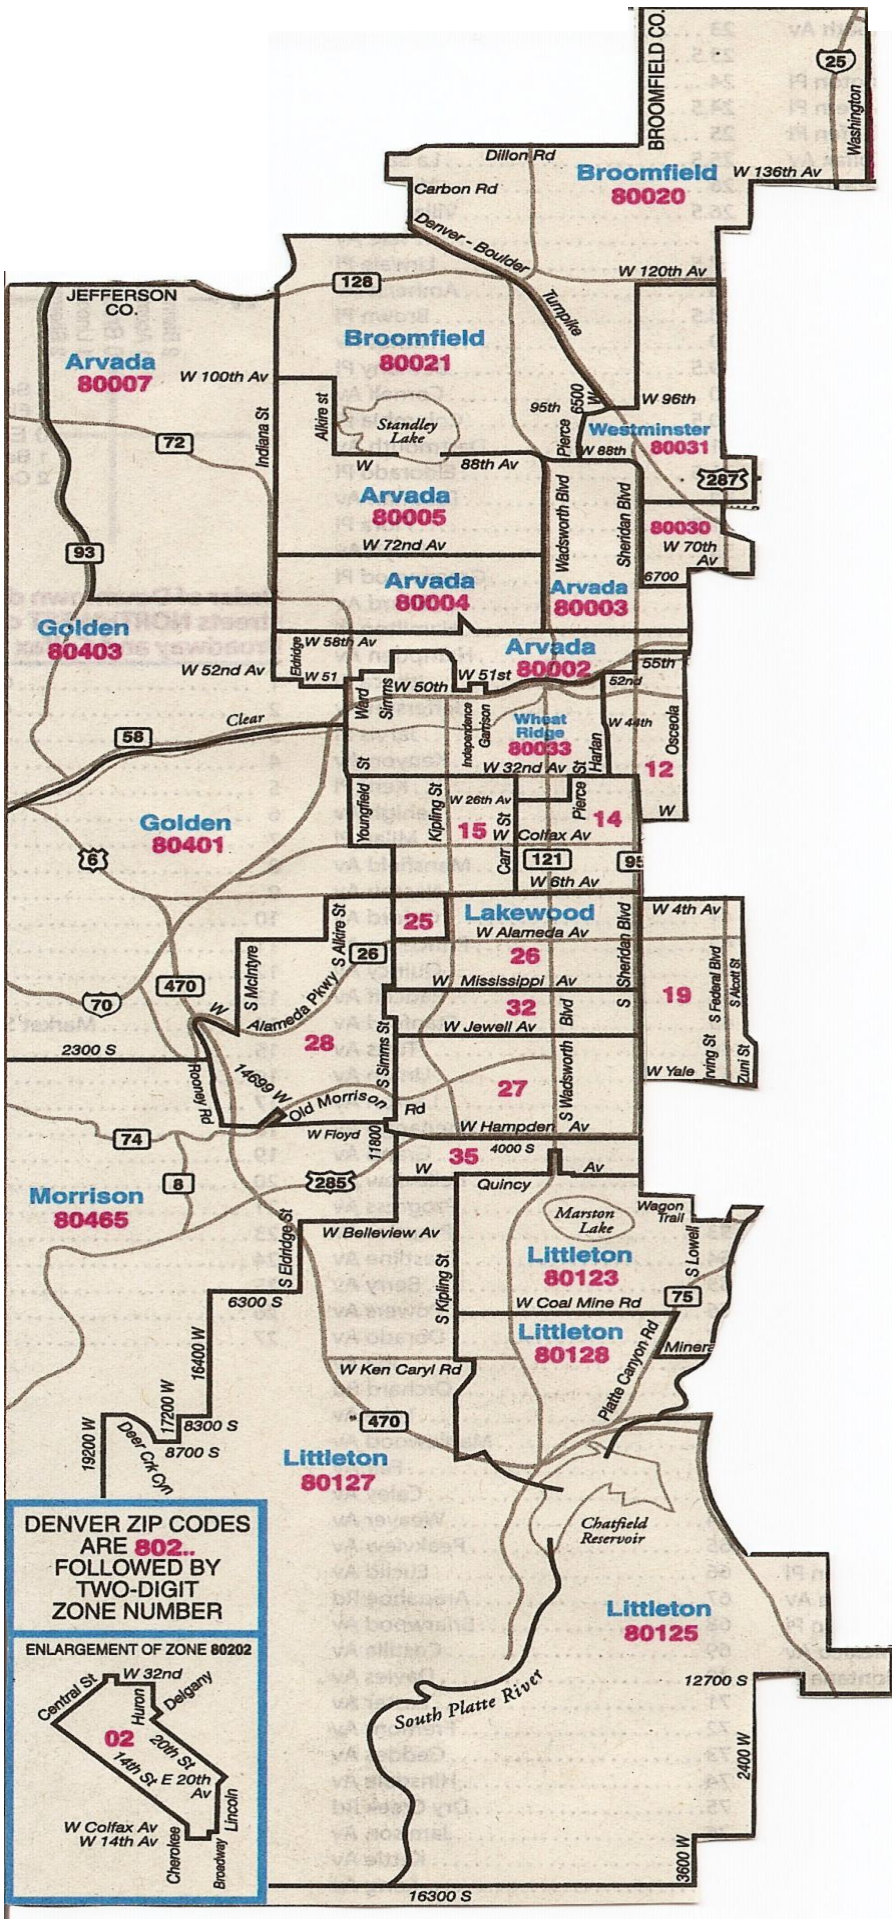 BROOMFIELD CO.
25
Washington
Dillon Rd
Broomfield
80020
W 136th Av
Carbon Rd
Denver - Boulder
Turnpike
W 120th Av
128
JEFFERSON
CO.
Broomfield
80021
Arvada
80007
W 100th Av
Indiana St
Alkire st
Standley
Lake
95th
6500
W
W 96th
Pierce
Westminster
80031
W 88th
72
W
88th Av
287
Arvada
80005
Wadsworth Blvd
Sheridan Blvd
80030
W 72nd Av
W 70th
Av
93
6700
Arvada
80004
Arvada
80003
Golden
80403
W 58th Av
Eldridge
Arvada
80002
W 52nd Av
W 51
W 51st
55th
W 50th
52nd
Ward
Simms
Clear
58
Independence
Garrison
Wheat
Ridge
80033
Harlan
W 44th
Osceola
W 32nd Av
St
12
St
Youngfield
Kipling St
W 26th Av
Pierce
14
W
Golden
80401
15
Carr St
W Colfax Av
6
121
95
W 6th Av
25
Lakewood
W 4th Av
S Alkire St
W Alameda Av
26
26
S McIntyre
Sheridan Blvd
S
S Federal Blvd
S Alcott St
470
Alameda Pkwy
W Mississippi Av
19
70
W
32
Blvd
28
W Jewell Av
2300 S
S Simms St
W Yale
Irving St
Zuni St
Rooney Rd
14699 W
27
S Wadsworth
Old Morrison
Rd
74
W Floyd
11800
W Hampden Av
4000 S
35
W
Quincy
Av
8
285
Morrison
80465
Marston
Lake
Wagon
Trail
S Eldridge St
W Belleview Av
S Kipling St
Littleton
80123
S Lowell
75
6300 S
W Coal Mine Rd
Littleton
80128
16400 W
Platte Canyon Rd
Minera
W Ken Caryl Rd
17200 W
19200 W
8300 S
8700 S
Deer Crk Cyn
470
Littleton
80127
Chatfield
Reservoir
DENVER ZIP CODES
ARE 802..
FOLLOWED BY
TWO-DIGIT
ZONE NUMBER
Littleton
80125
ENLARGEMENT OF ZONE 80202
W 32nd
Central St
Huron
Delgany
02
20th St
14th St
E 20th
Av
Lincoln
W Colfax Av
W 14th Av
Cherokee
Broadway
South Platte River
12700 S
2400 W
3600 W
16300 S